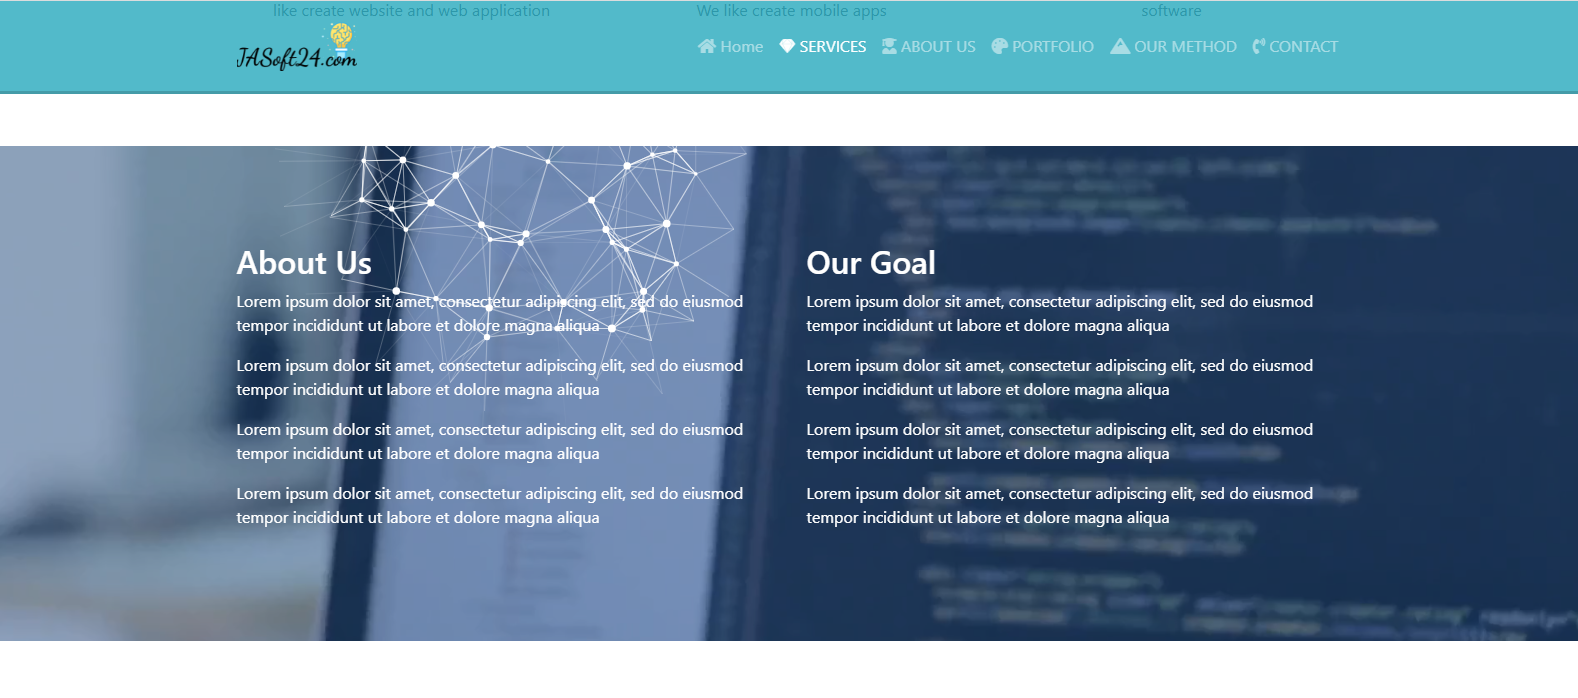 like create website and web application
We like create mobile apps
software
JASoft24.com
Home
SERVICES
ABOUT US
PORTFOLIO
OUR METHOD
CONTACT
About Us
Lorem ipsum dolor sit amet, consectetur adipiscing elit, sed do eiusmod
tempor incididunt ut labore et dolore magna aliqua
Lorem ipsum dolor sit amet, consectetur adipiscing elit, sed do eiusmod
tempor incididunt ut labore et dolore magna aliqua
Lorem ipsum dolor sit amet, consectetur adipiscing elit, sed do eiusmod
tempor incididunt ut labore et dolore magna aliqua
Lorem ipsum dolor sit amet, consectetur adipiscing elit, sed do eiusmod
tempor incididunt ut labore et dolore magna aliqua
Our Goal
Lorem ipsum dolor sit amet, consectetur adipiscing elit, sed do eiusmod
tempor incididunt ut labore et dolore magna aliqua
Lorem ipsum dolor sit amet, consectetur adipiscing elit, sed do eiusmod
tempor incididunt ut labore et dolore magna aliqua
Lorem ipsum dolor sit amet, consectetur adipiscing elit, sed do eiusmod
tempor incididunt ut labore et dolore magna aliqua
Lorem ipsum dolor sit amet, consectetur adipiscing elit, sed do eiusmod
tempor incididunt ut labore et dolore magna aliqua